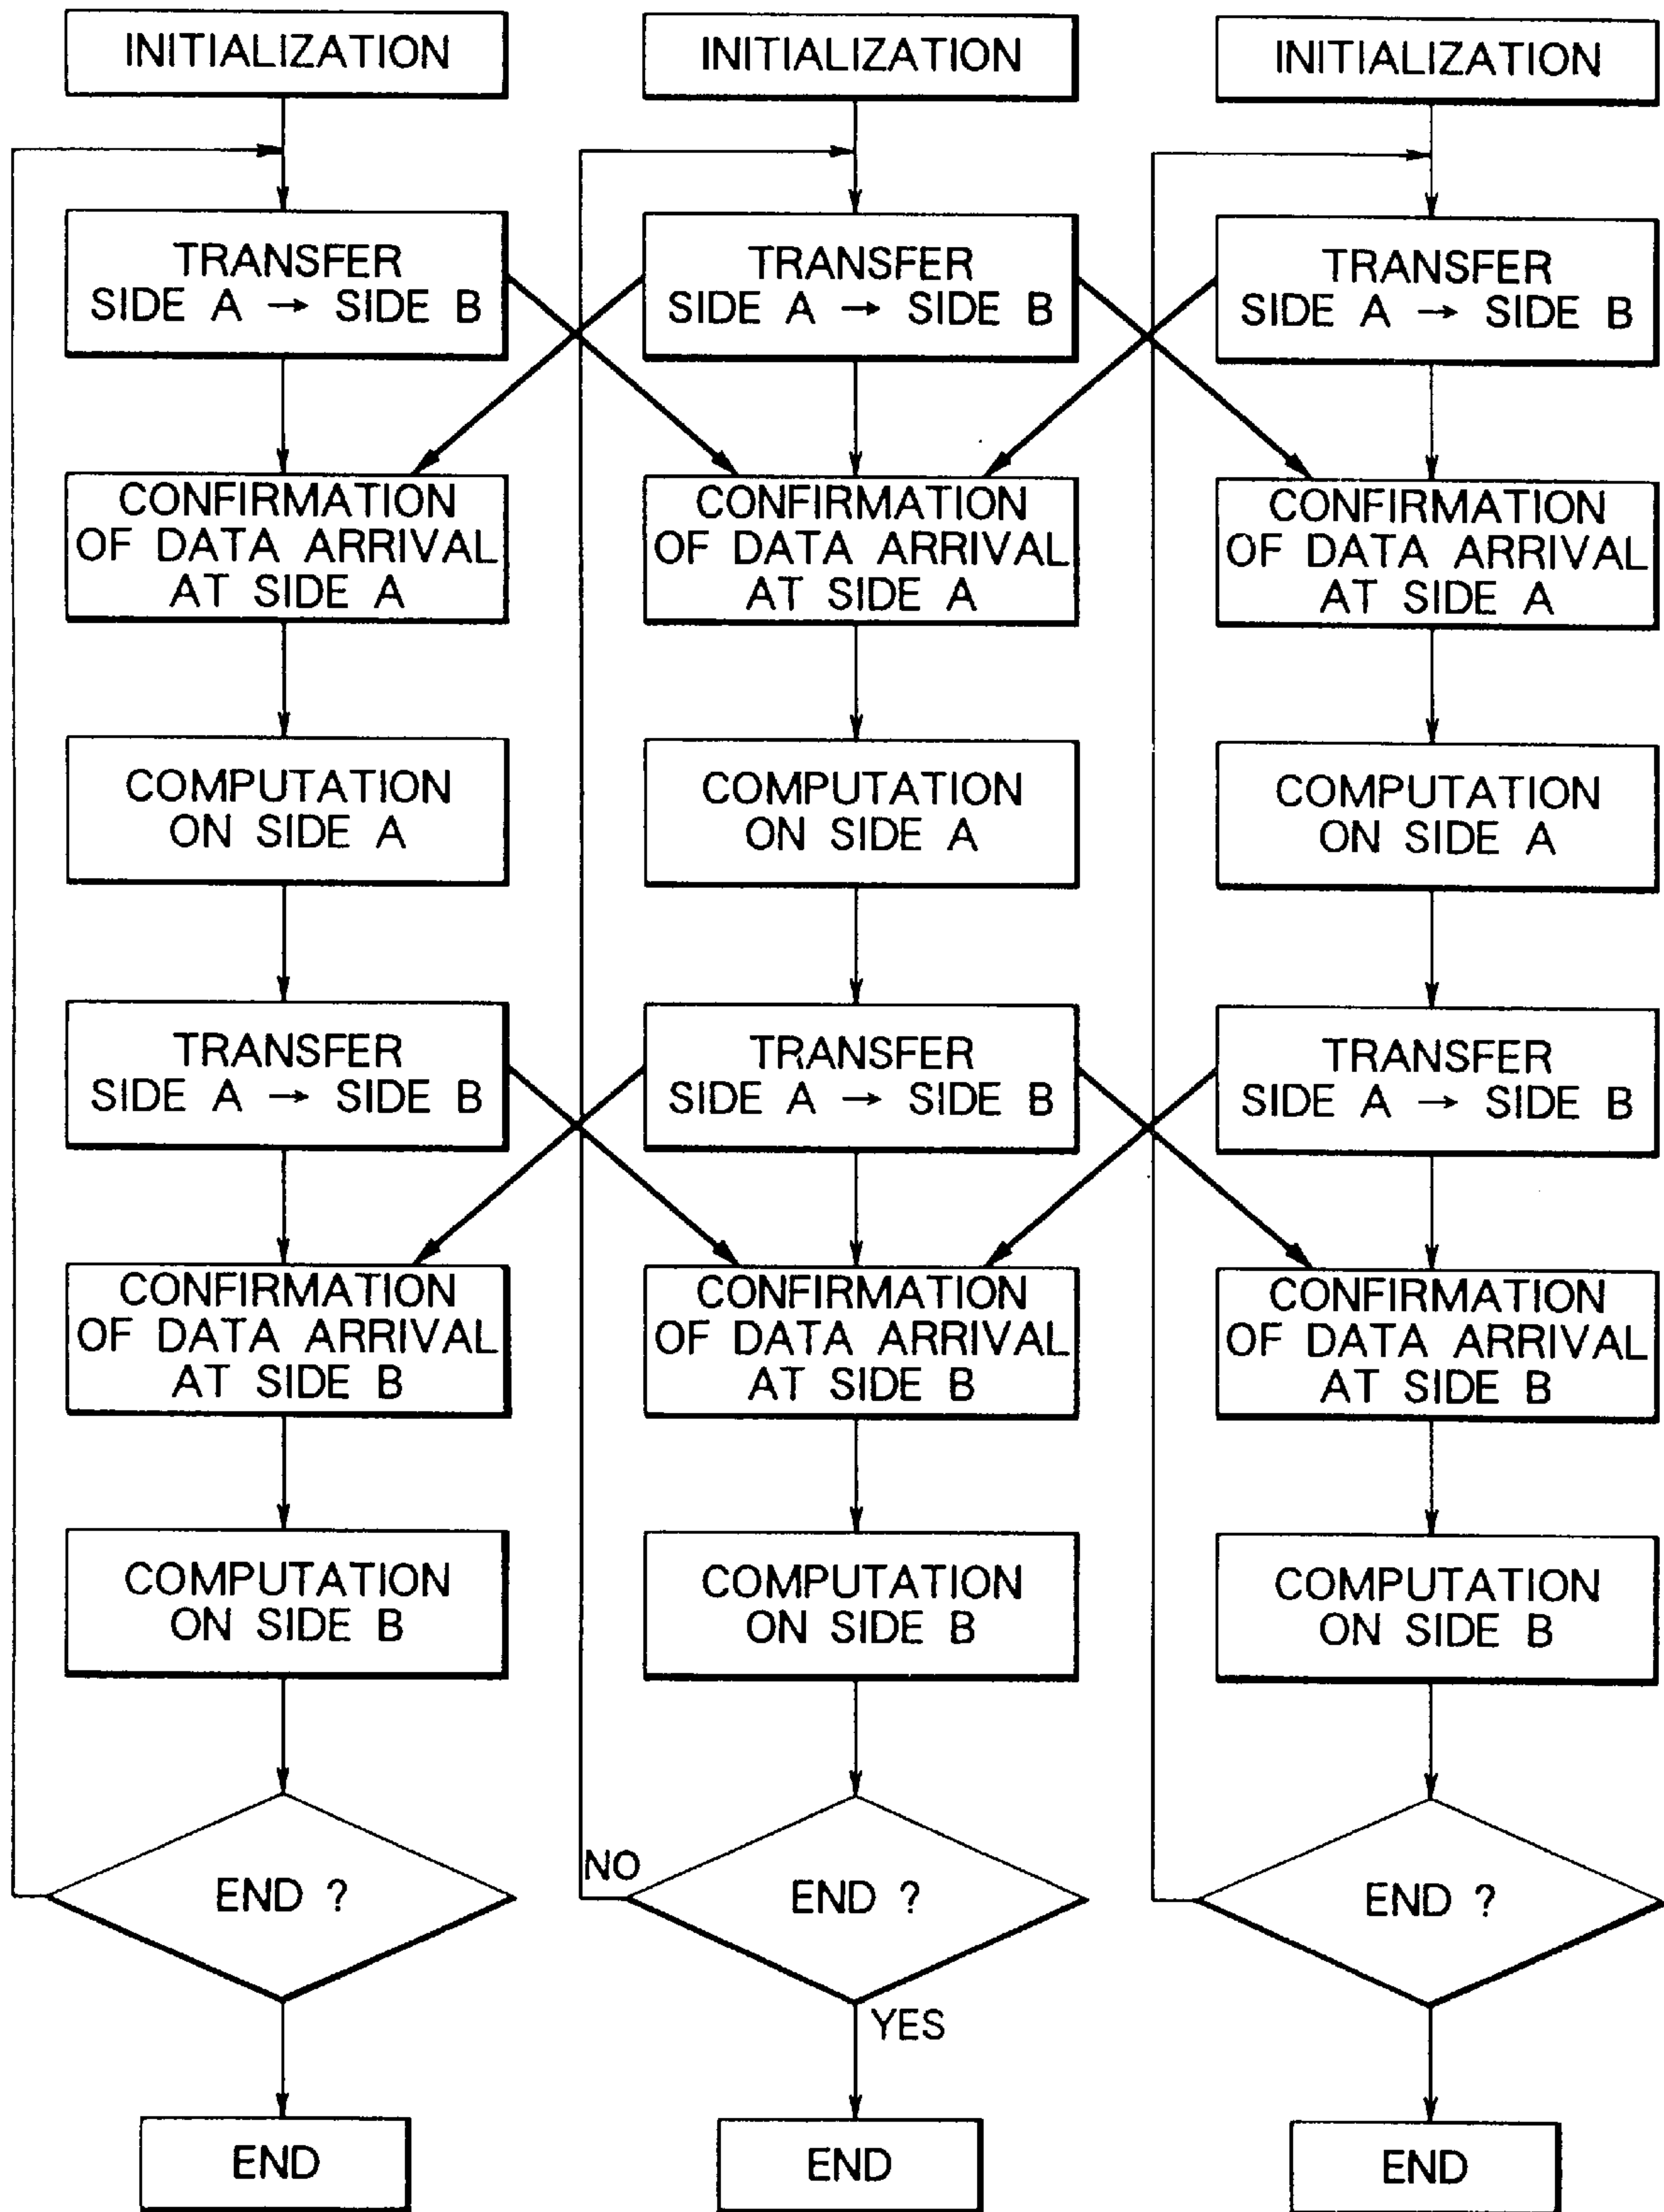 INITIALIZATION
INITIALIZATION
INITIALIZATION
TRANSFER
SIDE A → SIDE B
TRANSFER
SIDE A → SIDE B
TRANSFER
SIDE A → SIDE B
CONFIRMATION
OF DATA ARRIVAL
AT SIDE A
CONFIRMATION
OF DATA ARRIVAL
AT SIDE A
CONFIRMATION
OF DATA ARRIVAL
AT SIDE A
COMPUTATION
ON SIDE A
COMPUTATION
ON SIDE A
COMPUTATION
ON SIDE A
TRANSFER
SIDE A → SIDE B
TRANSFER
SIDE A → SIDE B
TRANSFER
SIDE A → SIDE B
CONFIRMATION
OF DATA ARRIVAL
AT SIDE B
CONFIRMATION
OF DATA ARRIVAL
AT SIDE B
CONFIRMATION
OF DATA ARRIVAL
AT SIDE B
COMPUTATION
ON SIDE B
COMPUTATION
ON SIDE B
COMPUTATION
ON SIDE B
END ?
NO
END ?
END ?
YES
END
END
END